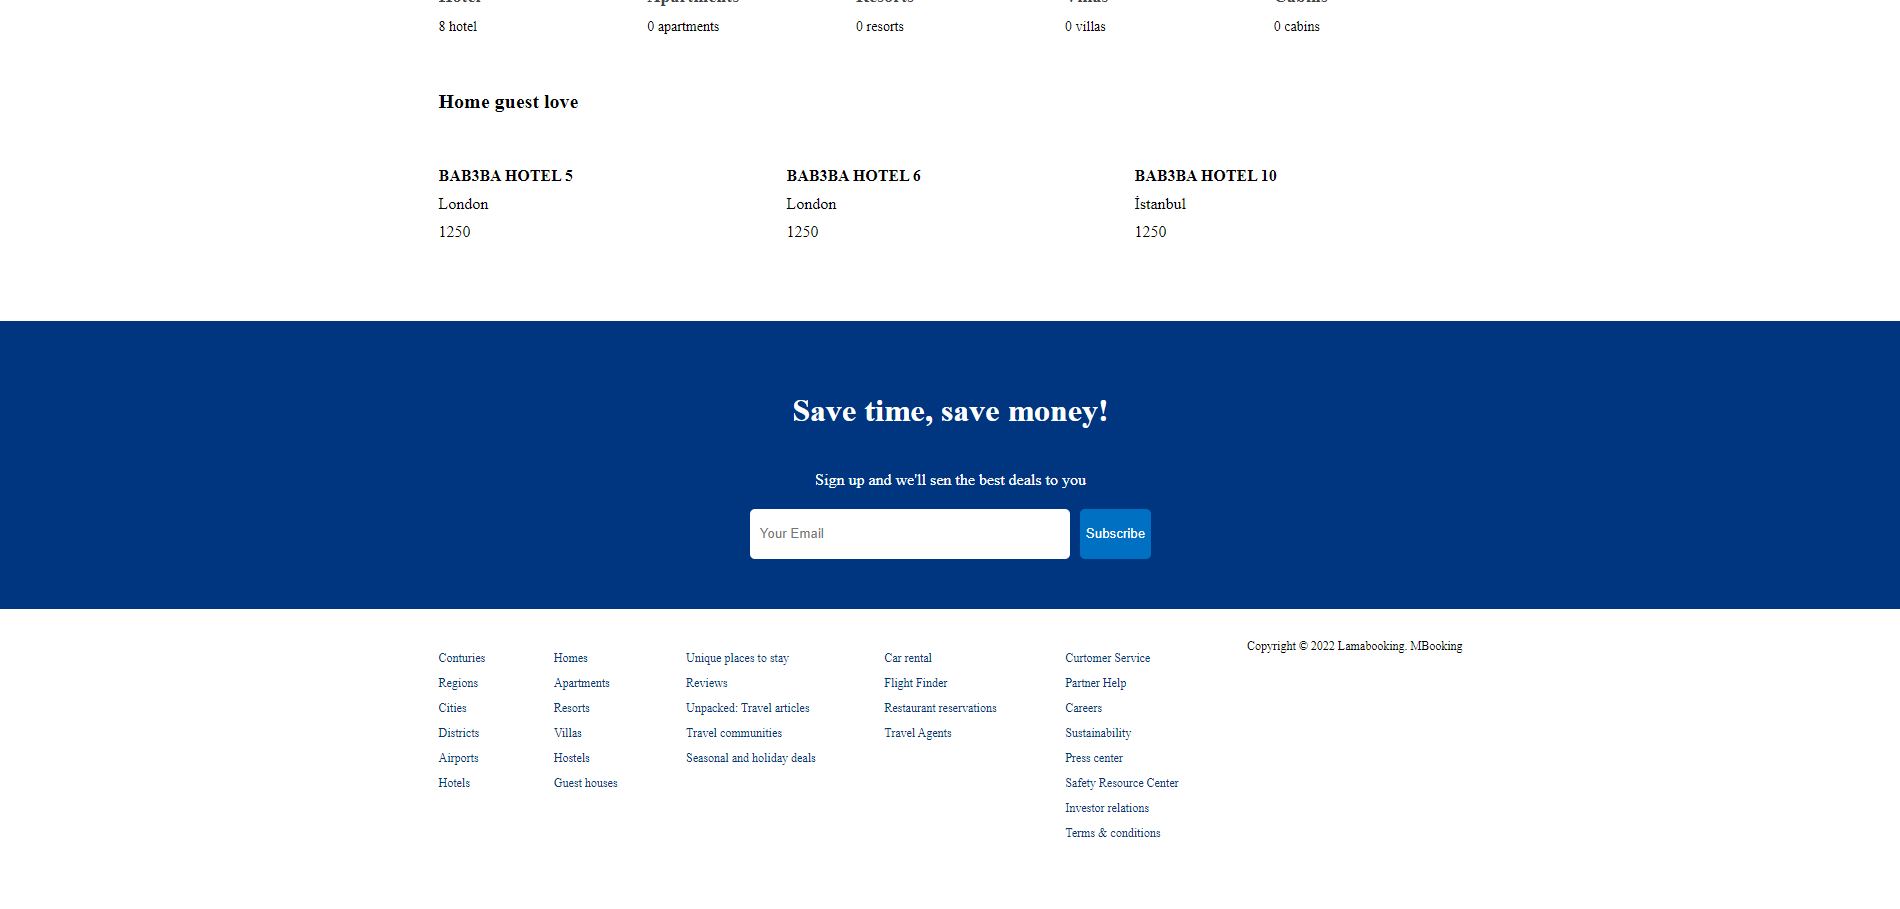 Hotel
Apartments
Resorts
Villas
Cabins
8 hotel
0 apartments
0 resorts
0 villas
0 cabins
Home guest love
BAB3BA HOTEL 5
London
1250
BAB3BA HOTEL 6
London
1250
BAB3BA HOTEL 10
İstanbul
1250
Save time, save money!
Sign up and we'll sen the best deals to you
Your Email
Subscribe
Conturies
Regions
Cities
Districts
Airports
Hotels
Homes
Apartments
Resorts
Villas
Hostels
Guest houses
Unique places to stay
Reviews
Unpacked: Travel articles
Travel communities
Seasonal and holiday deals
Car rental
Flight Finder
Restaurant reservations
Travel Agents
Curtomer Service
Partner Help
Careers
Sustainability
Press center
Safety Resource Center
Investor relations
Terms & conditions
Copyright © 2022 Lamabooking. MBooking